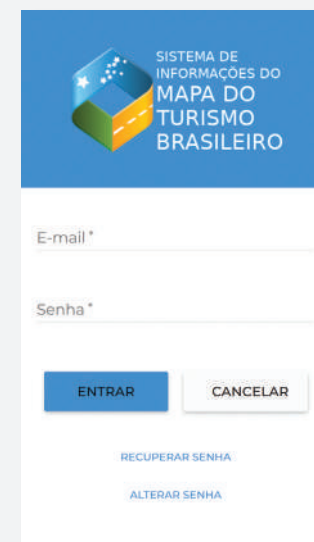 SISTEMA DE
INFORMAÇÕES DO
MAPA DO
TURISMO
BRASILEIRO
E-mail *
Senha *
ENTRAR CANCELAR
RECUPERAR SENHA
ALTERAR SENHA